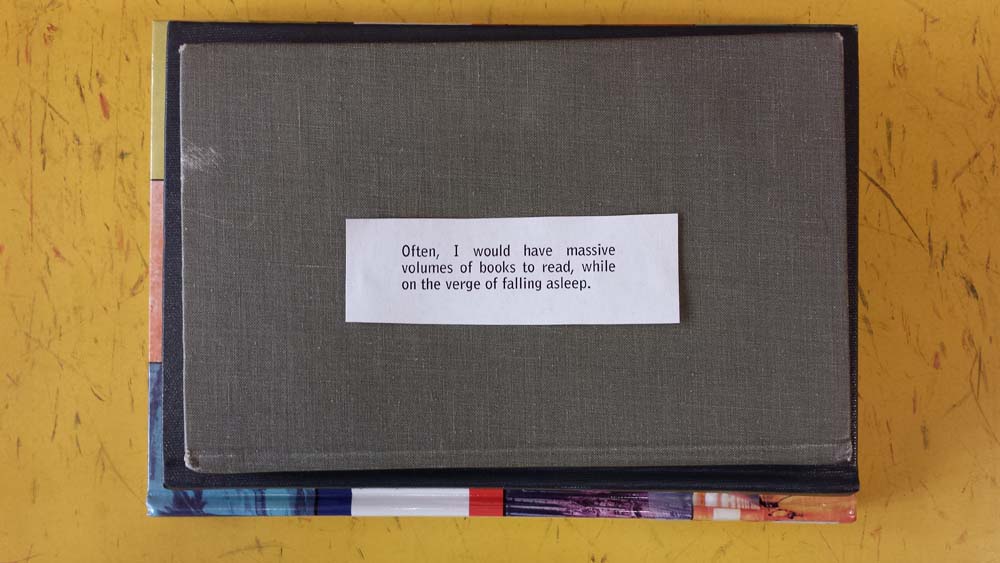 Often, I would have massive
volumes of books to read, while
on the verge of falling asleep.